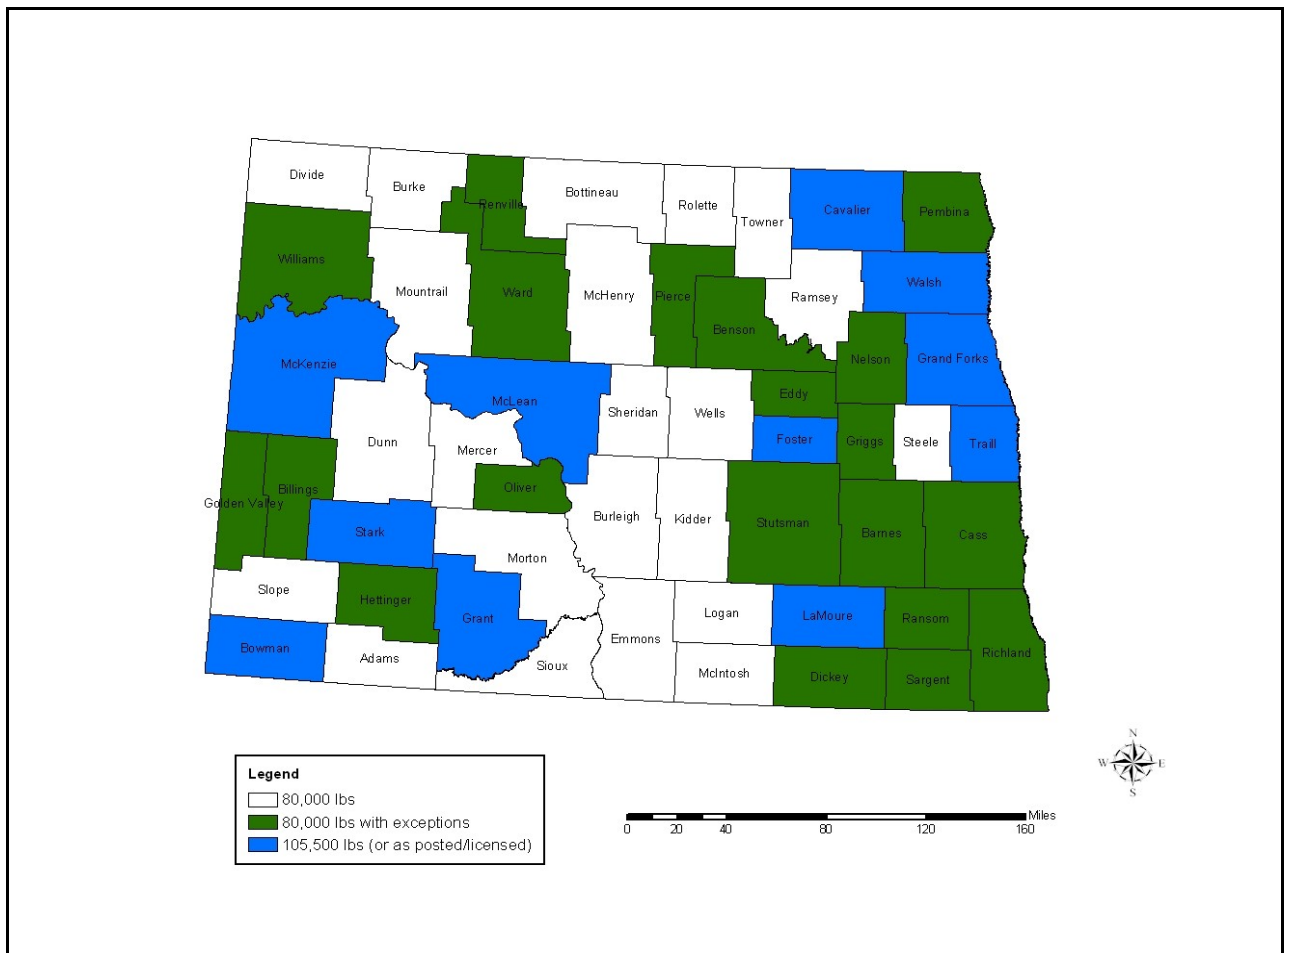 Divide
Burke
Renville
Bottineau
Rolette
Towner
Cavalier
Pembina
Williams
Mountrail
Ward
McHenry
Pierce
Benson
Ramsey
Walsh
McKenzie
Nelson
Grand Forks
McLean
Sheridan
Wells
Eddy
Foster
Griggs
Steele
Traill
Dunn
Mercer
Oliver
Golden Valley
Billings
Stark
Burleigh
Kidder
Stutsman
Barnes
Cass
Morton
Slope
Hettinger
Grant
Logan
LaMoure
Ransom
Emmons
Richland
Bowman
Adams
Sioux
McIntosh
Dickey
Sargent
Legend
80,000 lbs
80,000 lbs with exceptions
105,500 lbs (or as posted/licensed)
0 20 40 80 120 160
Miles
N
W E
S